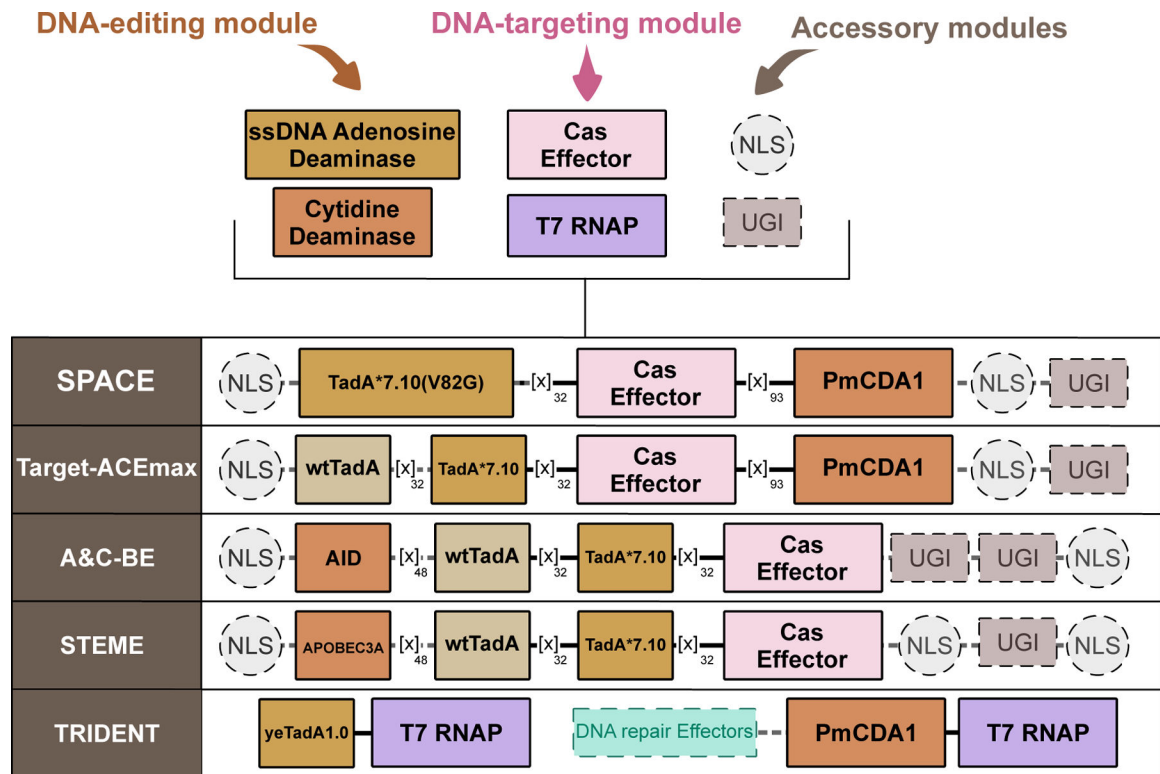 DNA-editing module
DNA-targeting module
Accessory modules
ssDNA Adenosine
Deaminase
Cas
Effector
NLS
Cytidine
Deaminase
T7 RNAP
UGI
SPACE
NLS
TadA*7.10(V82G)
[x]32
Cas
Effector
[x]93
PmCDA1
NLS
UGI
Target-ACEmax
NLS
wtTadA
[x]32
TadA*7.10
[x]32
Cas
Effector
[x]93
PmCDA1
NLS
UGI
A&C-BE
NLS
AID
[x]48
wtTadA
[x]32
TadA*7.10
[x]32
Cas
Effector
UGI
UGI
NLS
STEME
NLS
APOBEC3A
[x]48
wtTadA
[x]32
TadA*7.10
[x]32
Cas
Effector
NLS
UGI
NLS
TRIDENT
yeTadA1.0
T7 RNAP
DNA repair Effectors
PmCDA1
T7 RNAP